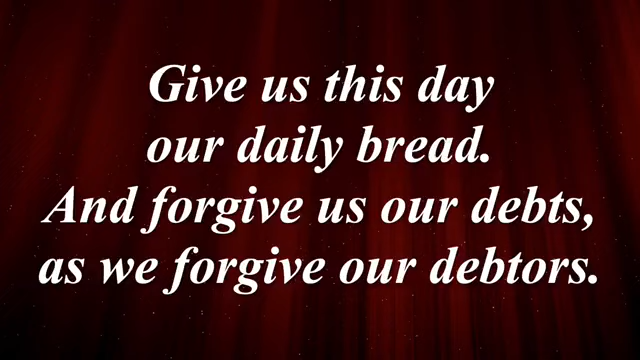 Give us this day
our daily bread.
And forgive us our debts,
as we forgive our debtors.